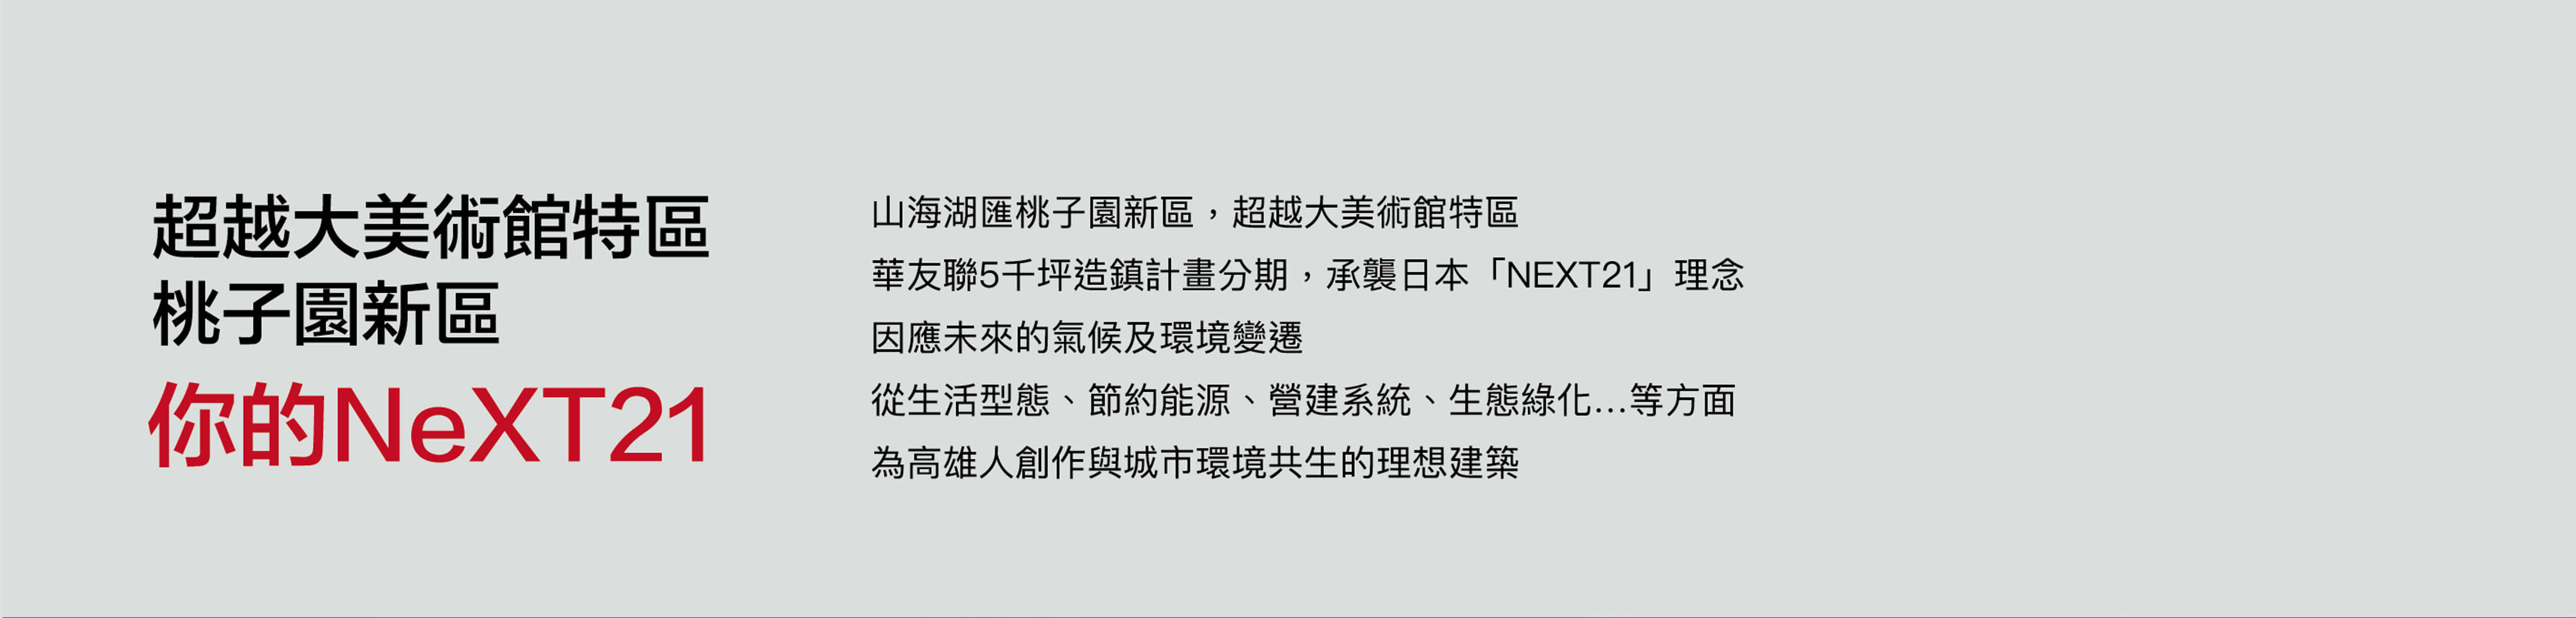 超越大美術館特區
桃子園新區
你的NeXT21
山海湖匯桃子園新區，超越大美術館特區
華友聯5千坪造鎮計畫分期，承襲日本「NEXT21」理念
因應未來的氣候及環境變遷
從生活型態、節約能源、營建系統、生態綠化...等方面
為高雄人創作與城市環境共生的理想建築